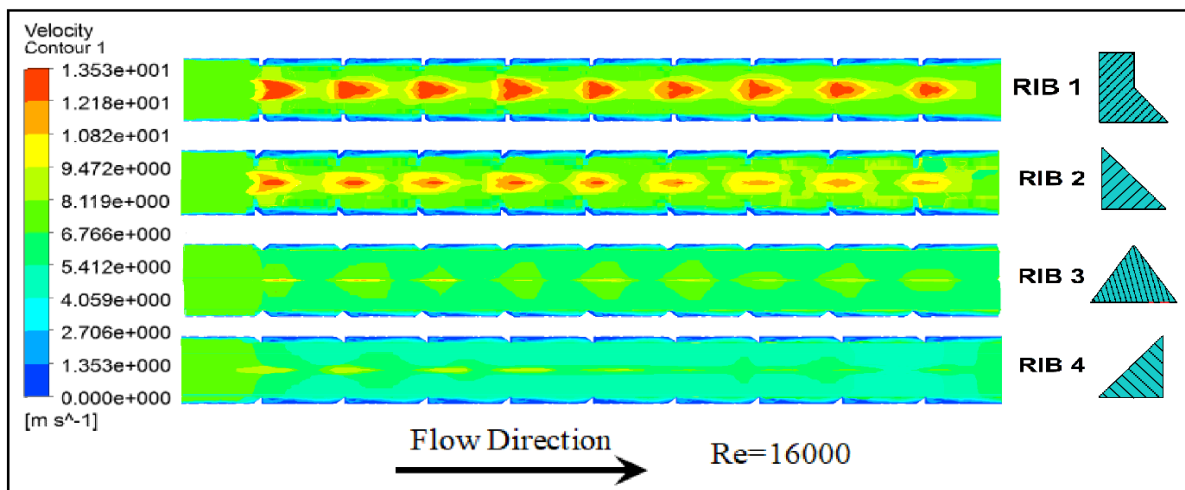 Velocity
Contour 1
1.353e+001
1.218e+001
1.082e+001
9.472e+000
8.119e+000
6.766e+000
5.412e+000
4.059e+000
2.706e+000
1.353e+000
0.000e+000
[m s^-1]
RIB 1
RIB 2
RIB 3
RIB 4
Flow Direction
Re=16000